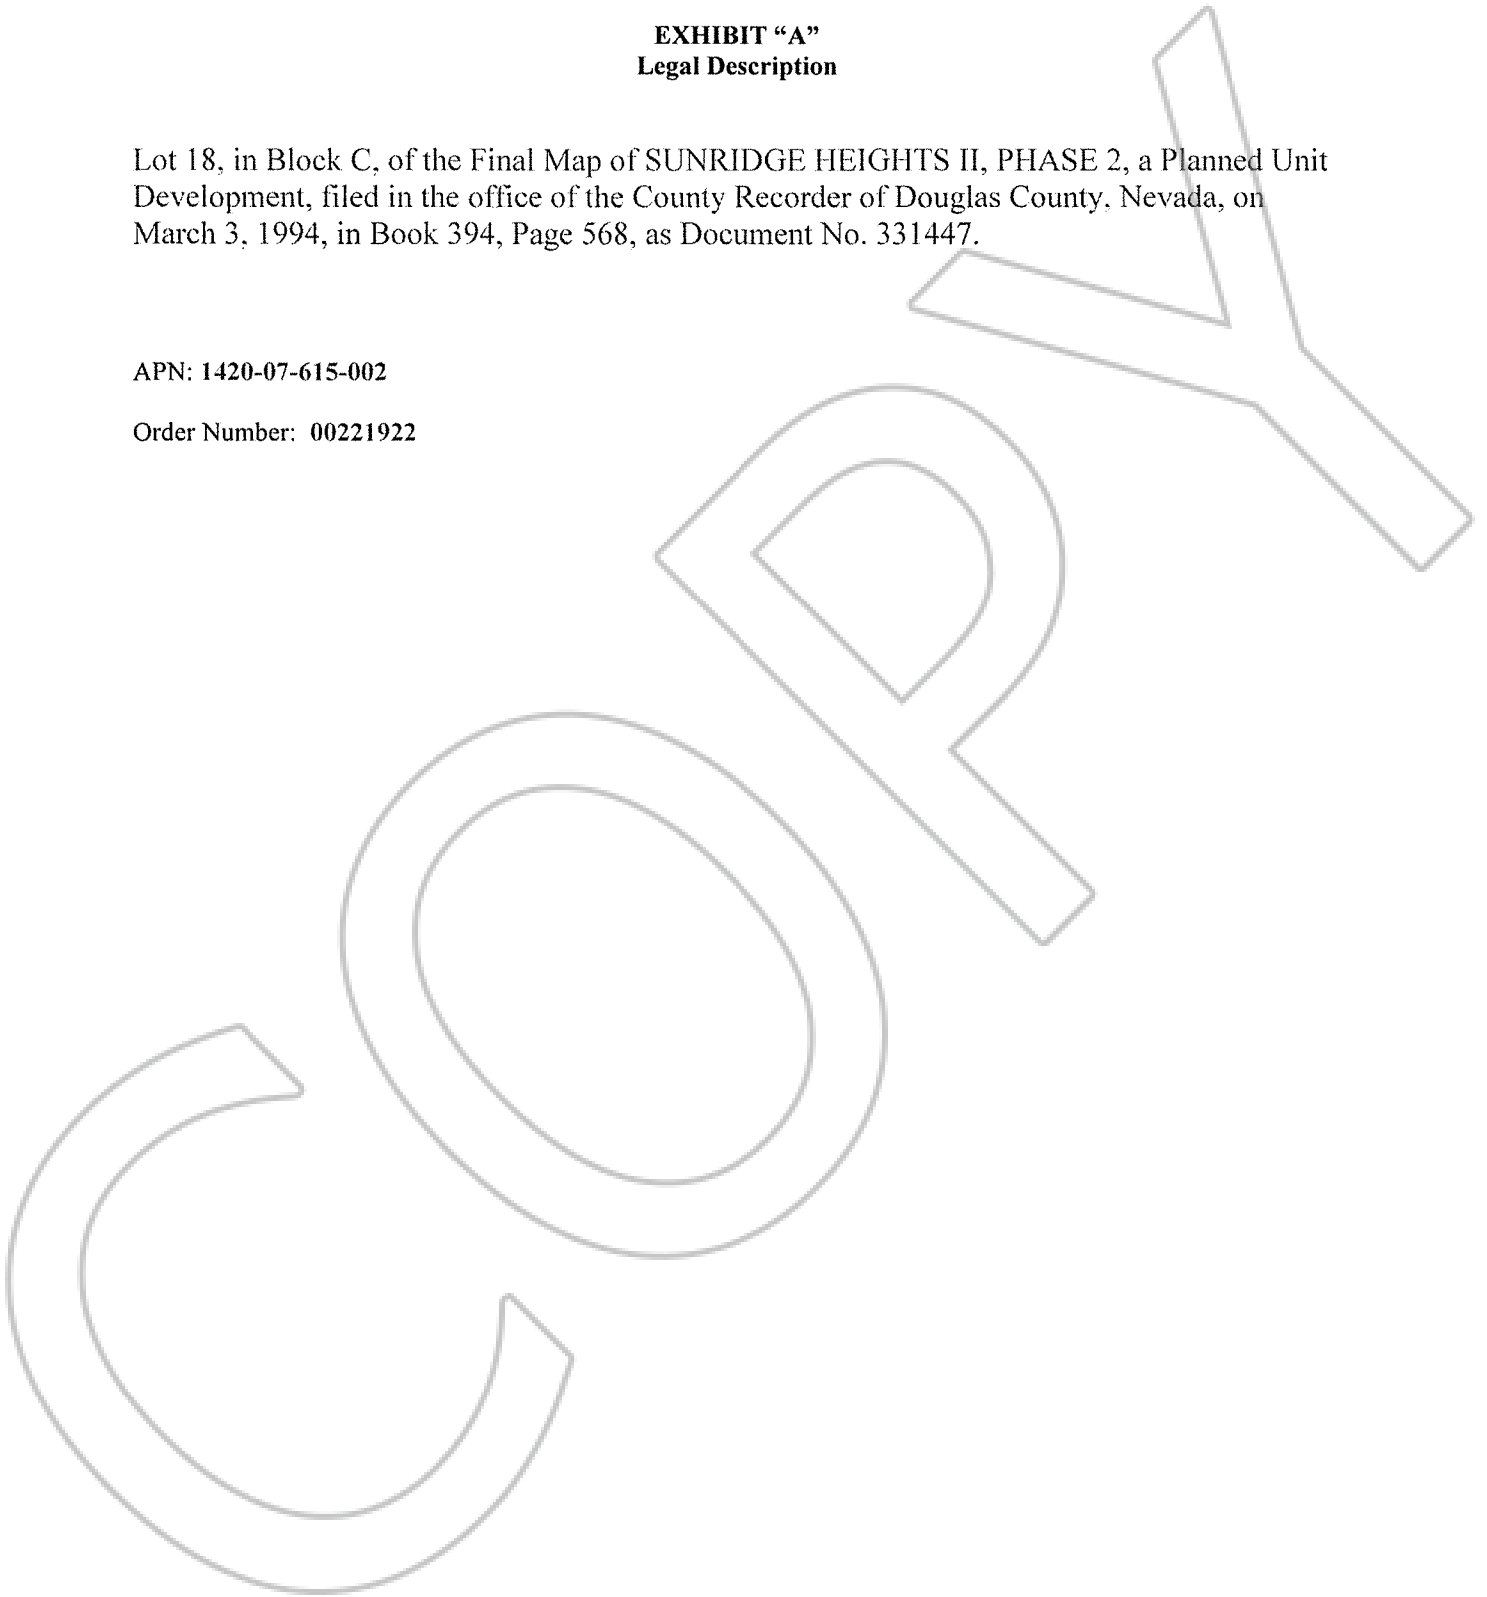 EXHIBIT “A”
Legal Description
Lot 18, in Block C, of the Final Map of SUNRIDGE HEIGHTS II, PHASE 2, a Planned Unit
Development, filed in the office of the County Recorder of Douglas County, Nevada, on
March 3, 1994, in Book 394, Page 568, as Document No. 331447.
APN: 1420-07-615-002
Order Number: 00221922
COPY